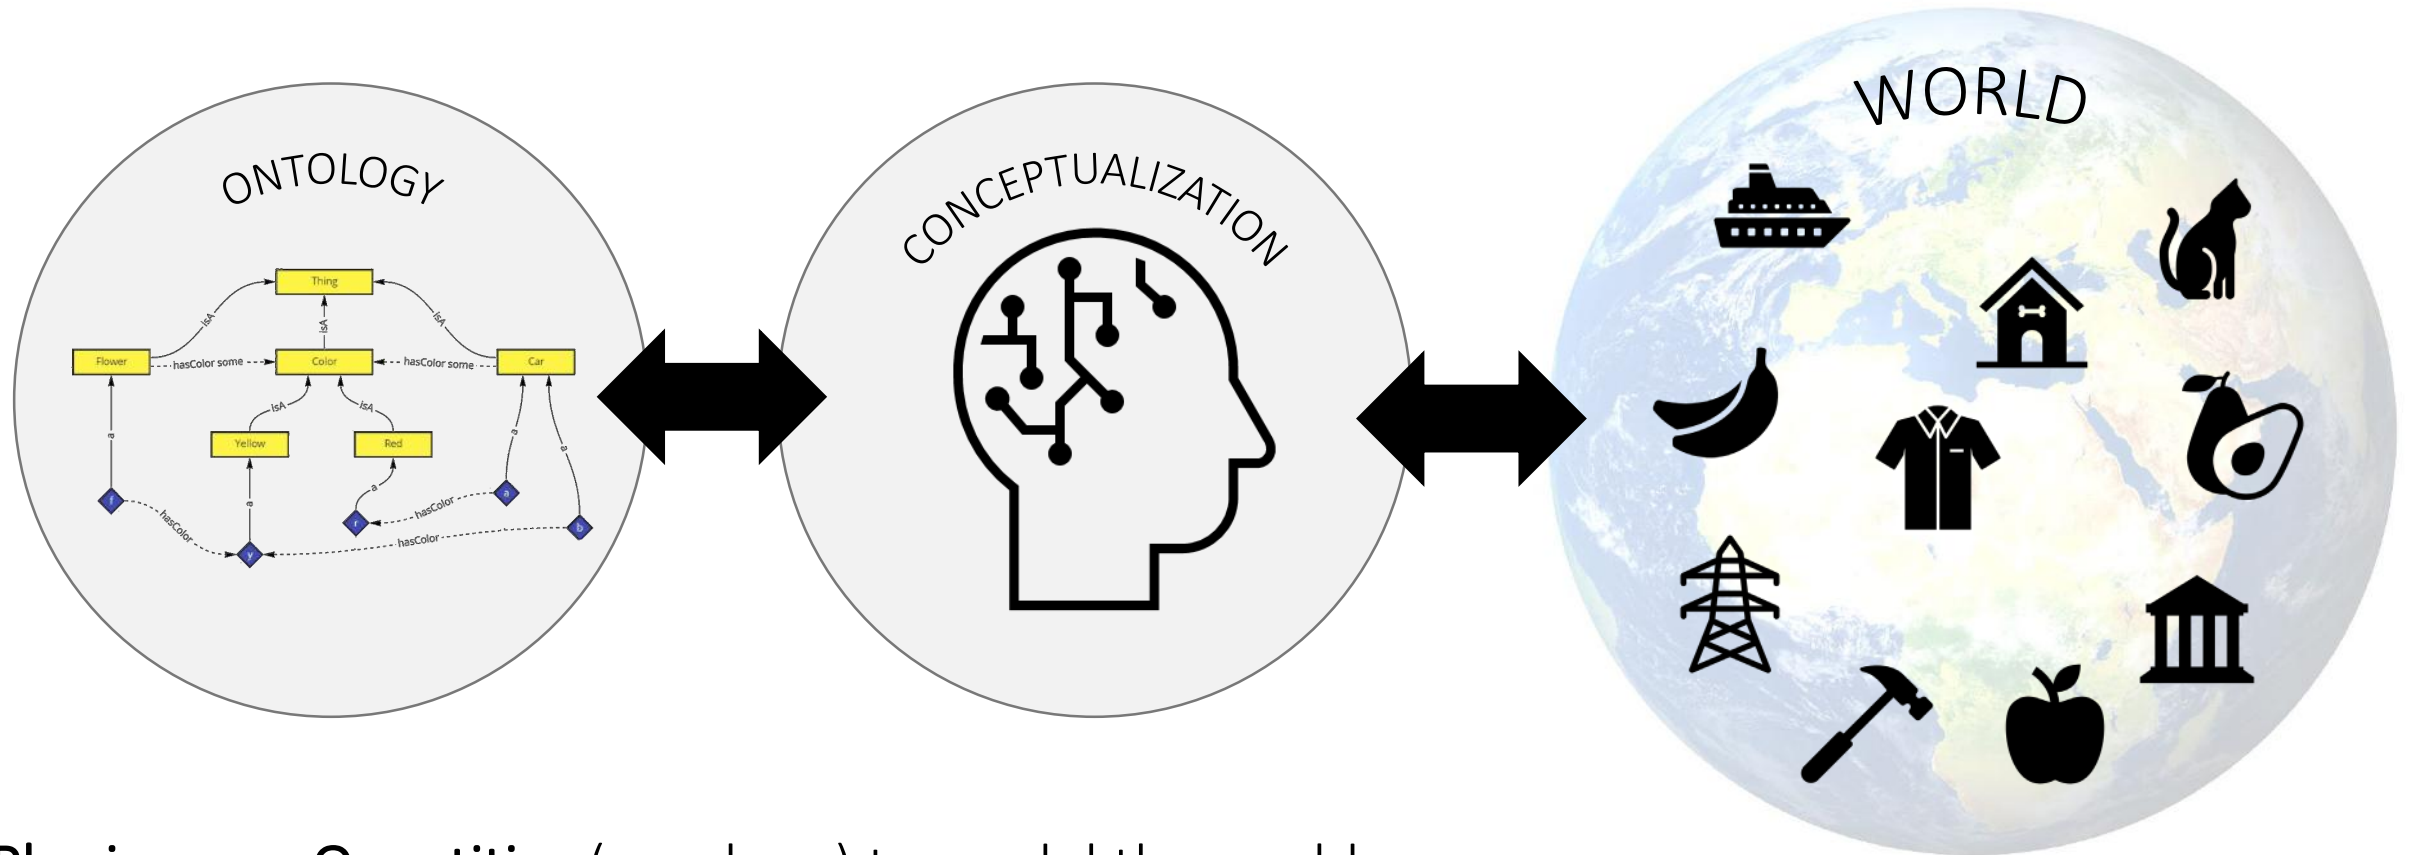 ONTOLOGY
CONCEPTUALIZATION
WORLD
Thing
isA
isA
isA
Flower
hasColor some
Color
hasColor some
Car
isA
isA
a
a
a
Yellow
Red
a
a
f
a
r
hasColor
b
hasColor
hasColor
y